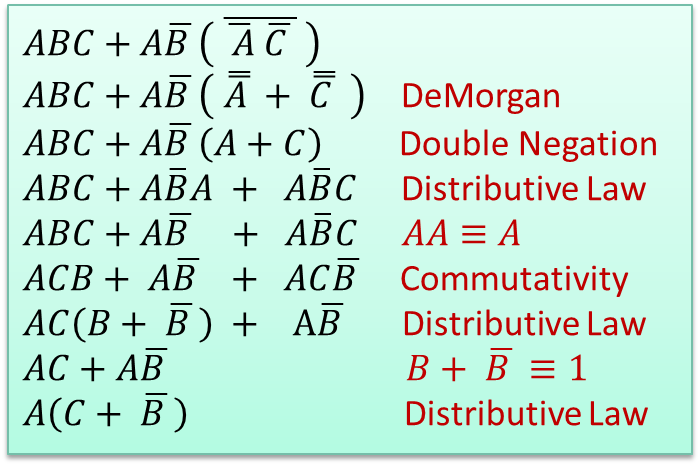 ABC + AB̅ ( \overline{A̅ C̅} )
ABC + AB̅ ( A̿ + C̿ ) DeMorgan
ABC + AB̅ (A + C) Double Negation
ABC + AB̅A + AB̅C Distributive Law
ABC + AB̅ + AB̅C AA ≡ A
ACB + AB̅ + ACB̅ Commutativity
AC(B + B̅ ) + AB̅ Distributive Law
AC + AB̅ B + B̅ ≡ 1
A(C + B̅ ) Distributive Law